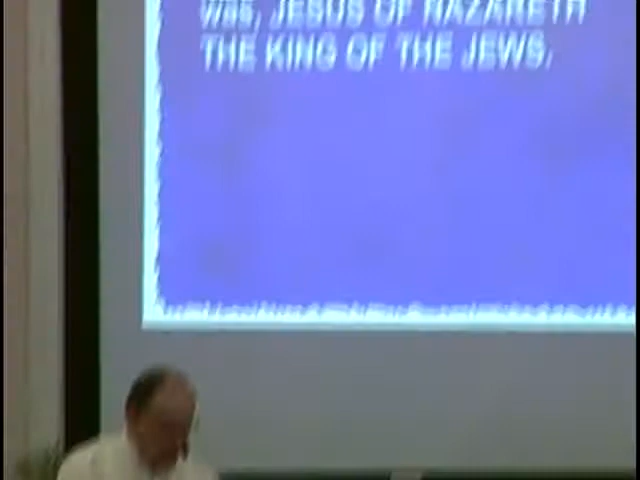 was, JESUS OF NAZARETH
THE KING OF THE JEWS.